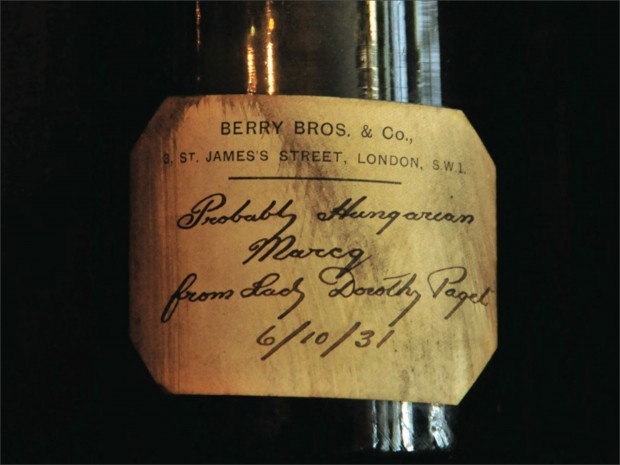 BERRY BROS. & Co.,
3, ST. JAMES'S STREET, LONDON, S.W.1.
Probably Hungarian
Marcq
from Lady Dorothy Paget
6/10/31